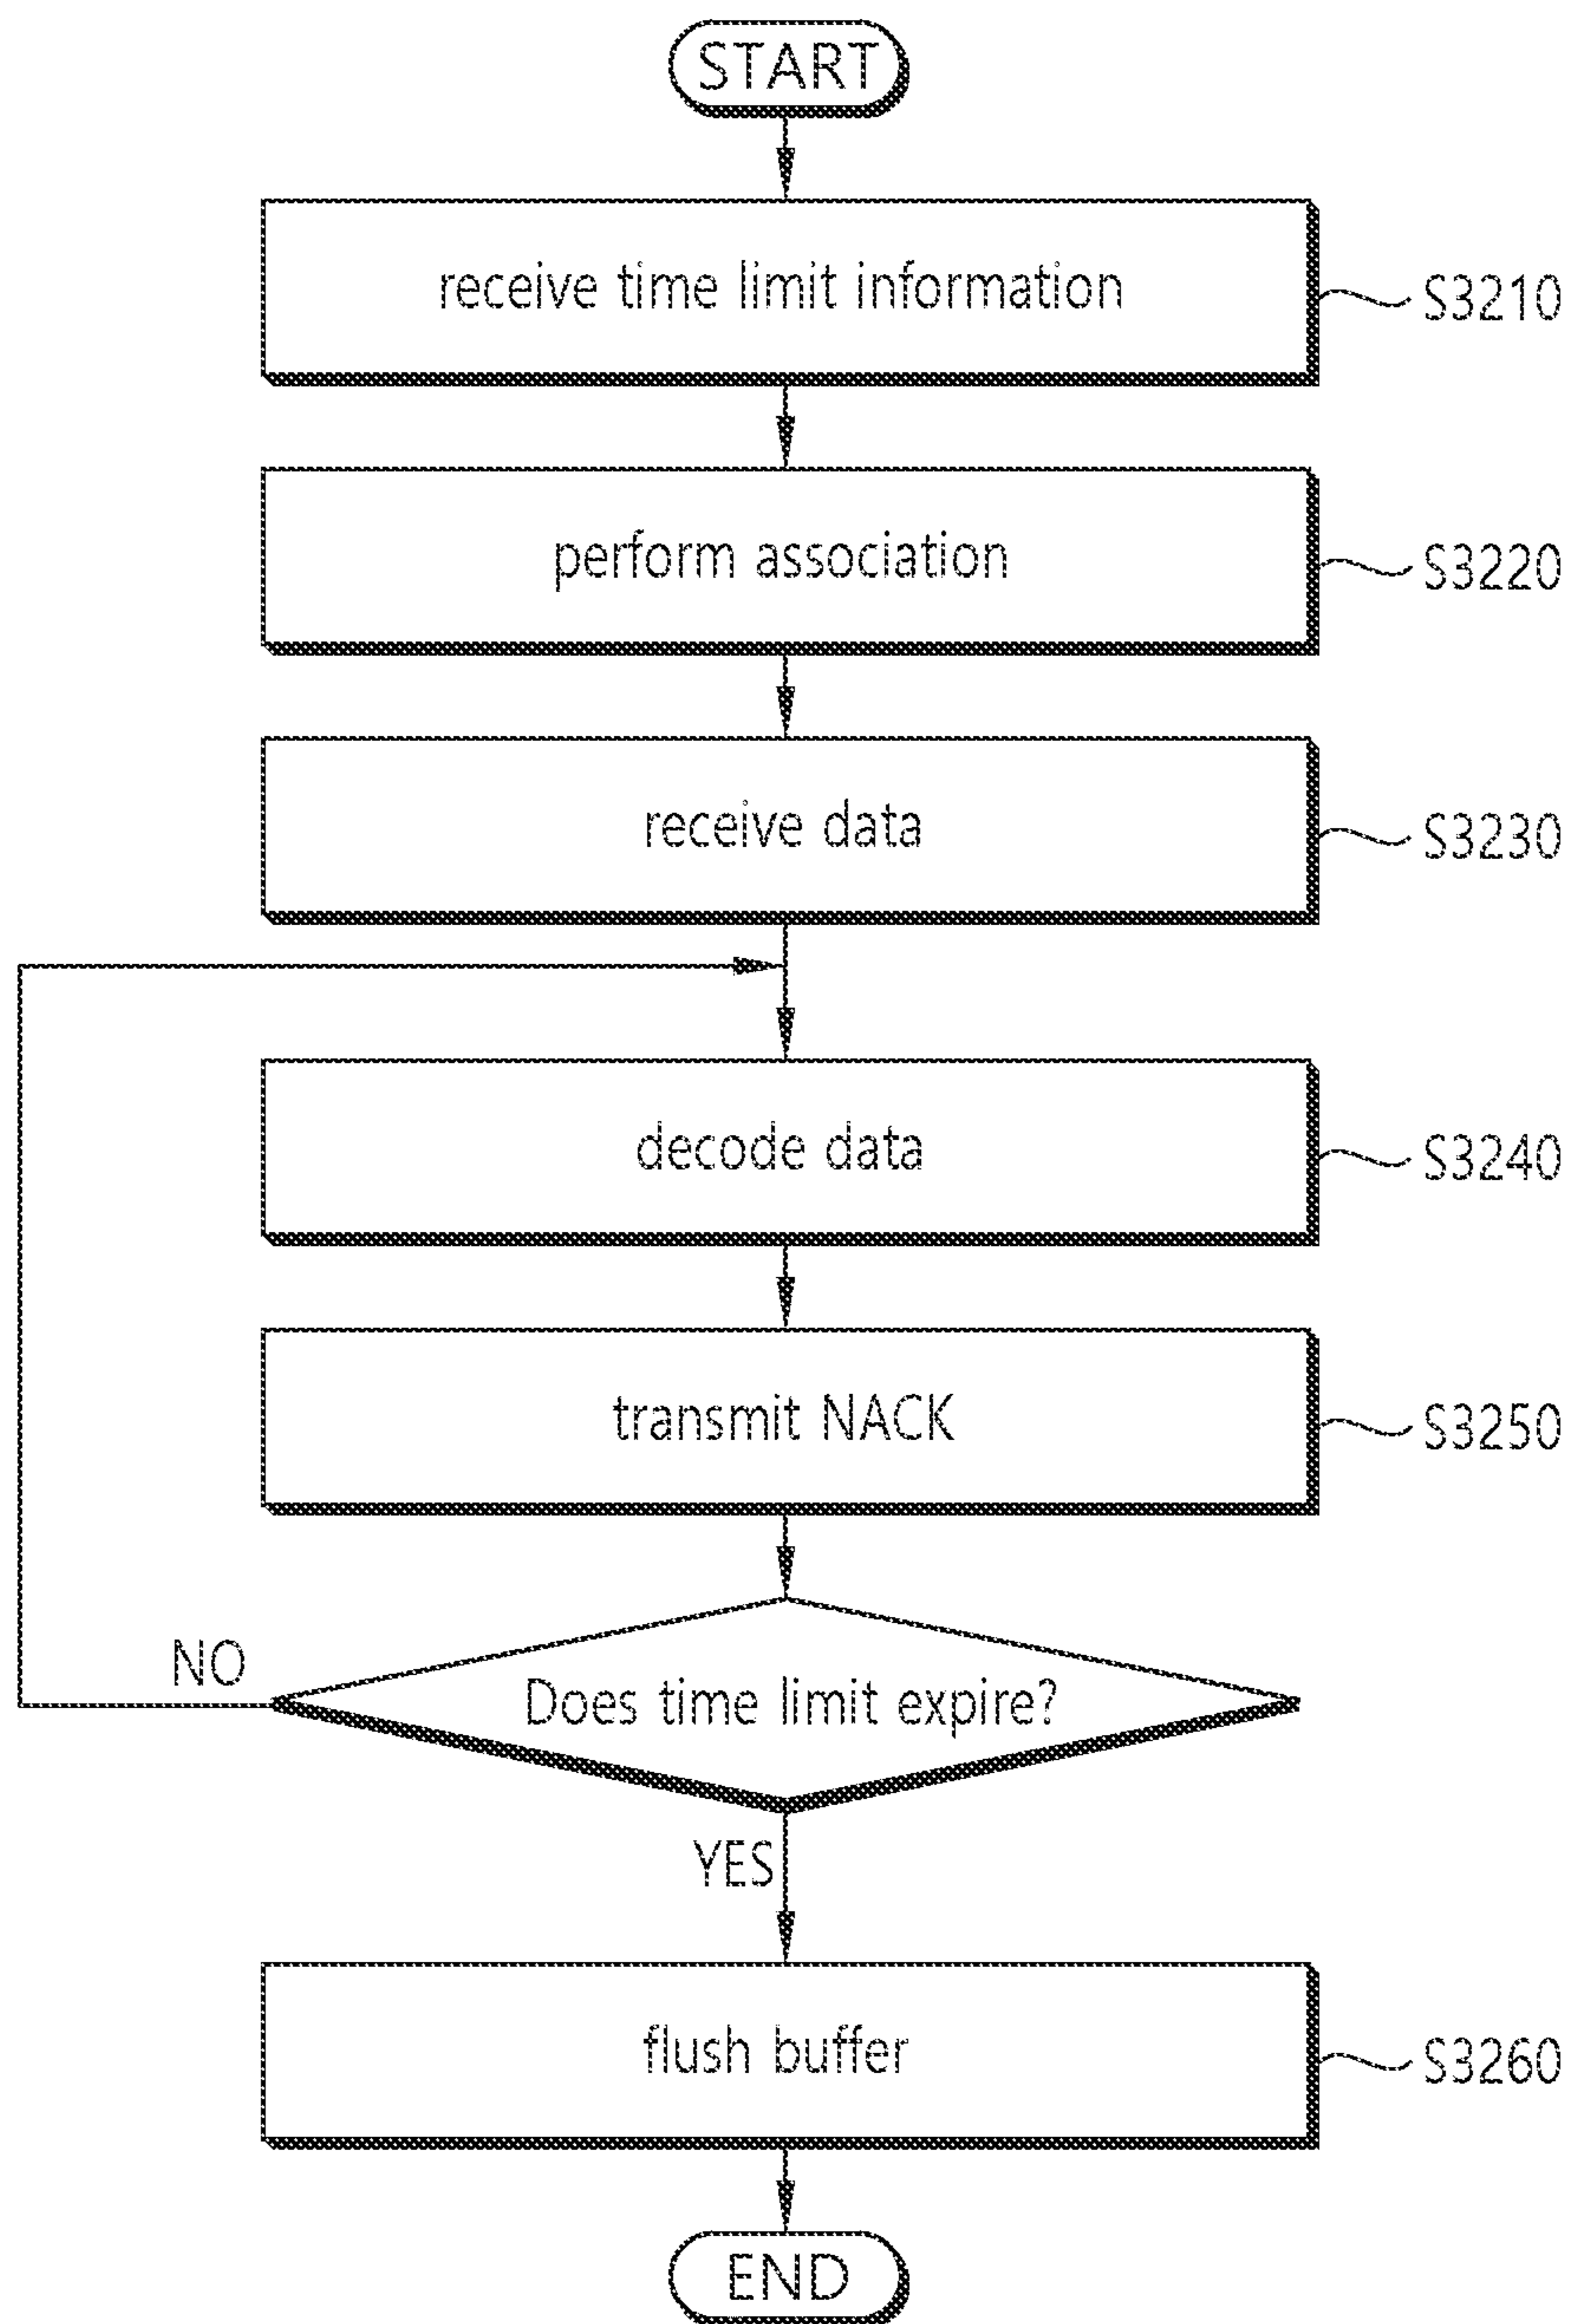 START
receive time limit information
S3210
perform association
S3220
receive data
S3230
decode data
S3240
transmit NACK
S3250
NO
Does time limit expire?
YES
flush buffer
S3260
END